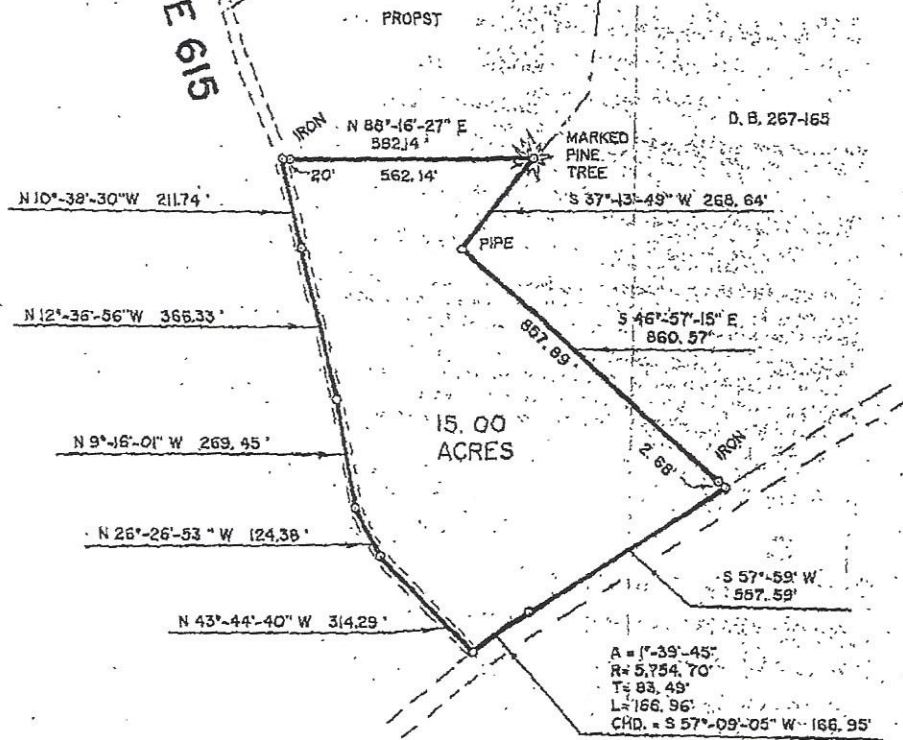 PROPST
E 615
D. B. 267-165
IRON
N 88°-16'-27" E
582.14'
20'
562.14'
MARKED
PINE
TREE
N 10°-38'-30" W 211.74'
S 37°-13'-49" W 268.64'
PIPE
N 12°-36'-56" W 366.33'
S 46°-57'-15" E
860.57'
857.89'
15.00
ACRES
IRON
2.68'
N 9°-16'-01" W 269.45'
N 26°-26'-53" W 124.38'
S 57°-59' W
557.59'
N 43°-44'-40" W 314.29'
Δ = 1°-39'-45"
R = 5,754.70'
T = 83.49'
L = 166.96'
CHD. = S 57°-09'-05" W 166.95'